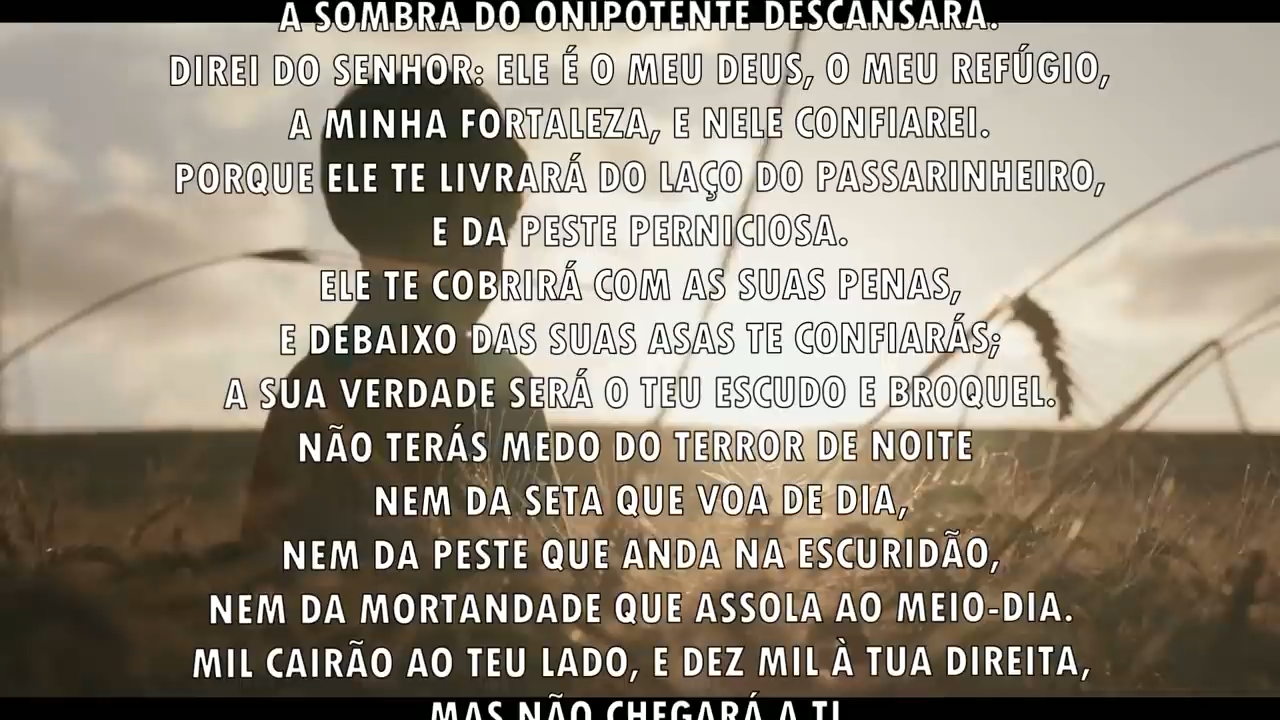 À SOMBRA DO ONIPOTENTE DESCANSARÁ.
DIREI DO SENHOR: ELE É O MEU DEUS, O MEU REFÚGIO,
A MINHA FORTALEZA, E NELE CONFIAREI.
PORQUE ELE TE LIVRARÁ DO LAÇO DO PASSARINHEIRO,
E DA PESTE PERNICIOSA.
ELE TE COBRIRÁ COM AS SUAS PENAS,
E DEBAIXO DAS SUAS ASAS TE CONFIARÁS;
A SUA VERDADE SERÁ O TEU ESCUDO E BROQUEL.
NÃO TERÁS MEDO DO TERROR DE NOITE
NEM DA SETA QUE VOA DE DIA,
NEM DA PESTE QUE ANDA NA ESCURIDÃO,
NEM DA MORTANDADE QUE ASSOLA AO MEIO-DIA.
MIL CAIRÃO AO TEU LADO, E DEZ MIL À TUA DIREITA,
MAS NÃO CHEGARÁ A TI